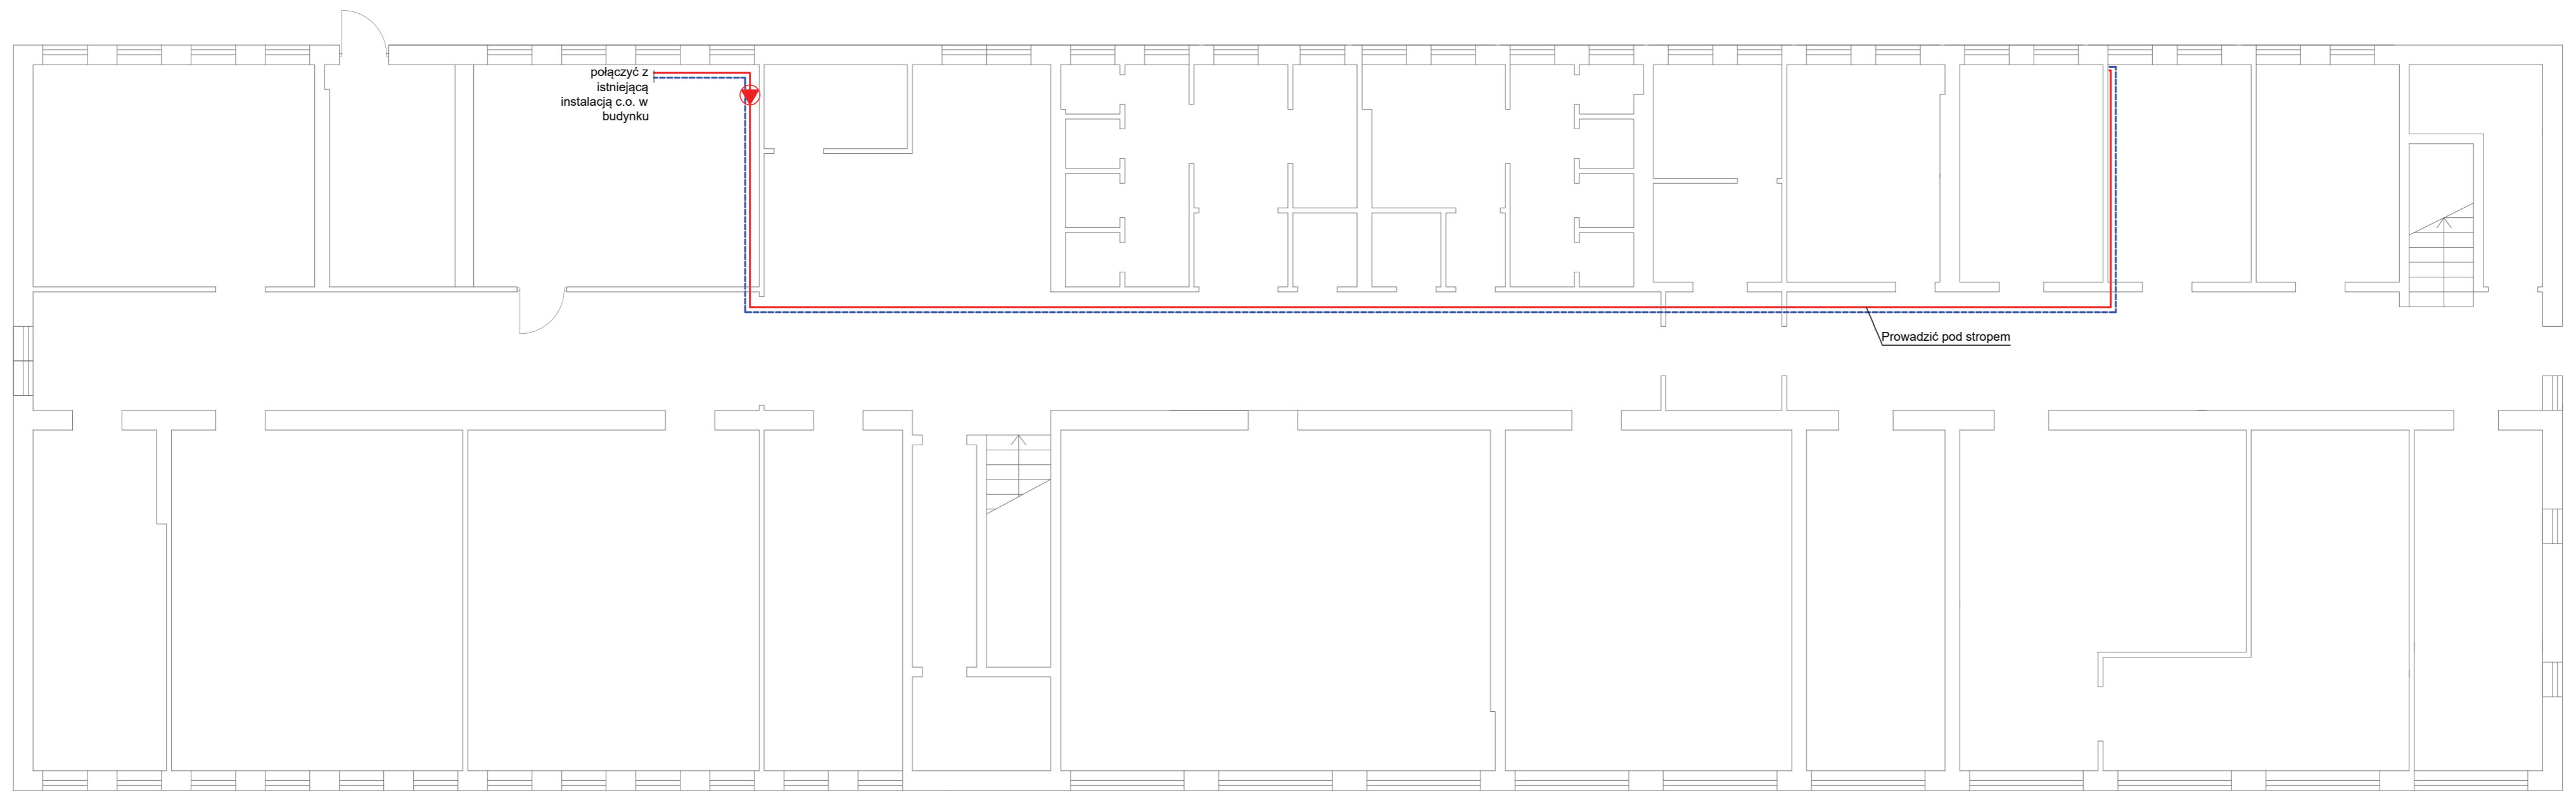 połączyć z
istniejącą
instalacją c.o. w
budynku
Prowadzić pod stropem